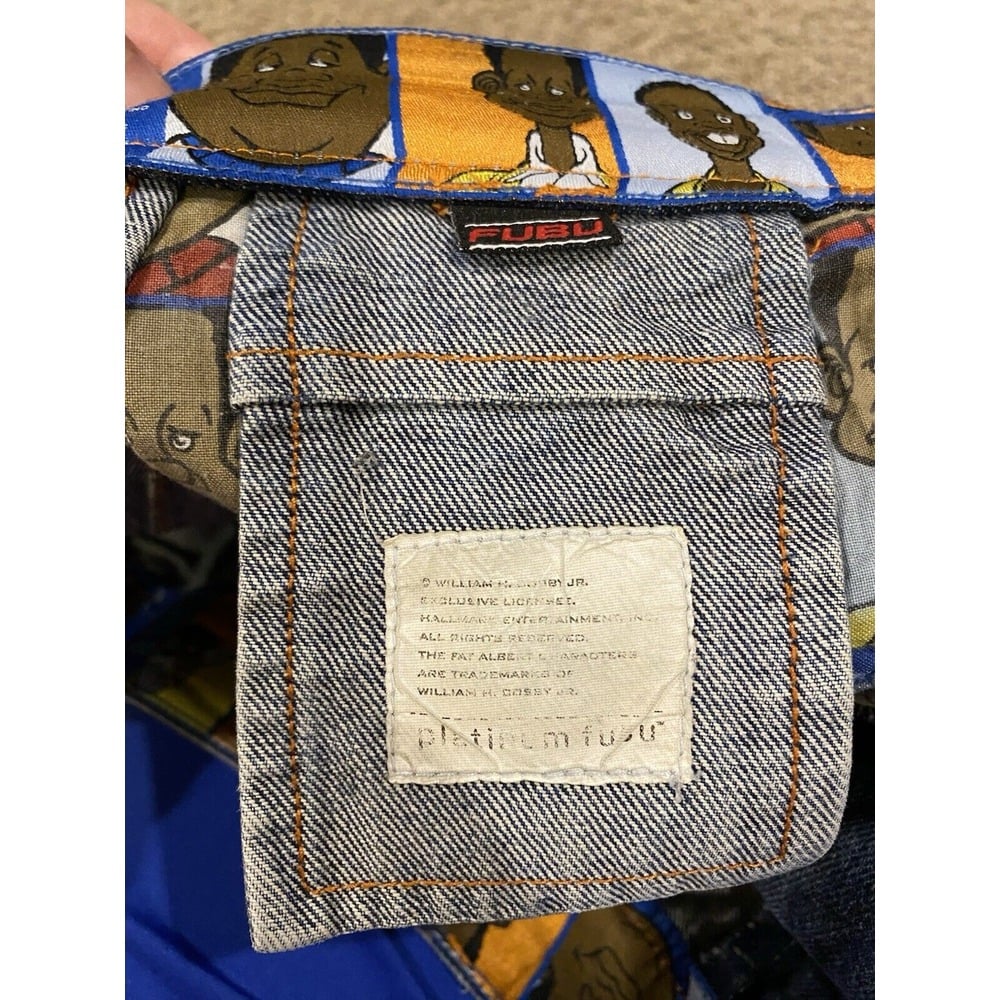 FUBU
© WILLIAM H. COSBY JR.
EXCLUSIVE LICENSEE.
HALLMARK ENTERTAINMENT, INC.
ALL RIGHTS RESERVED.
THE FAT ALBERT CHARACTERS
ARE TRADEMARKS OF
WILLIAM H. COSBY JR.
platinum fubu™